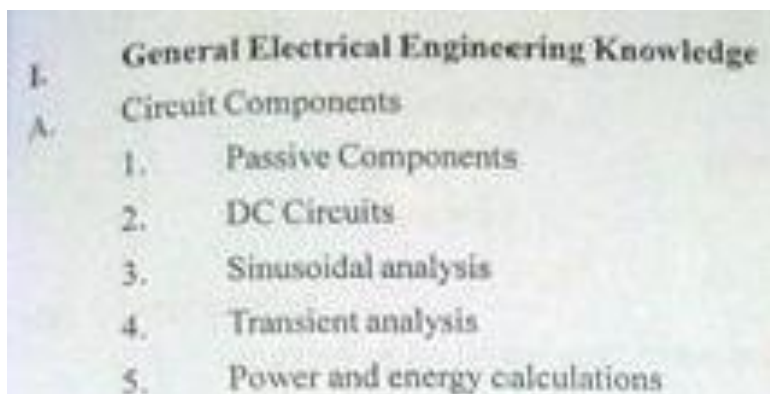 I. General Electrical Engineering Knowledge
A. Circuit Components
1. Passive Components
2. DC Circuits
3. Sinusoidal analysis
4. Transient analysis
5. Power and energy calculations